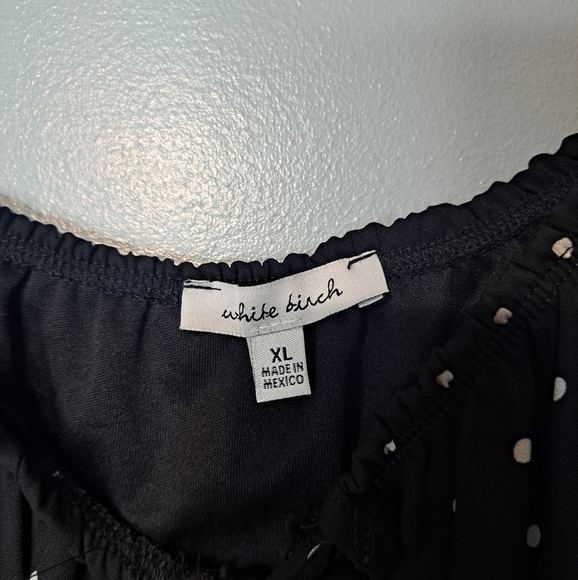 white birch
XL
MADE IN
MEXICO